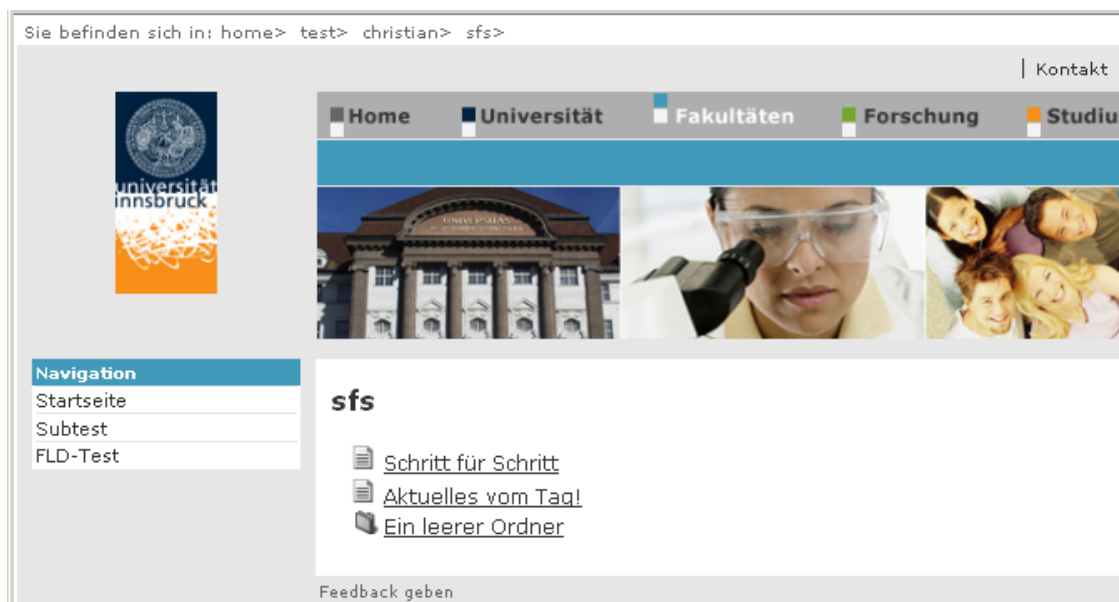 Sie befinden sich in: home> test> christian> sfs>
| Kontakt
universität
innsbruck
Home Universität Fakultäten Forschung Studiu
UNIVERSITAS
Navigation
Startseite
Subtest
FLD-Test
sfs
Schritt für Schritt
Aktuelles vom Tag!
Ein leerer Ordner
Feedback geben